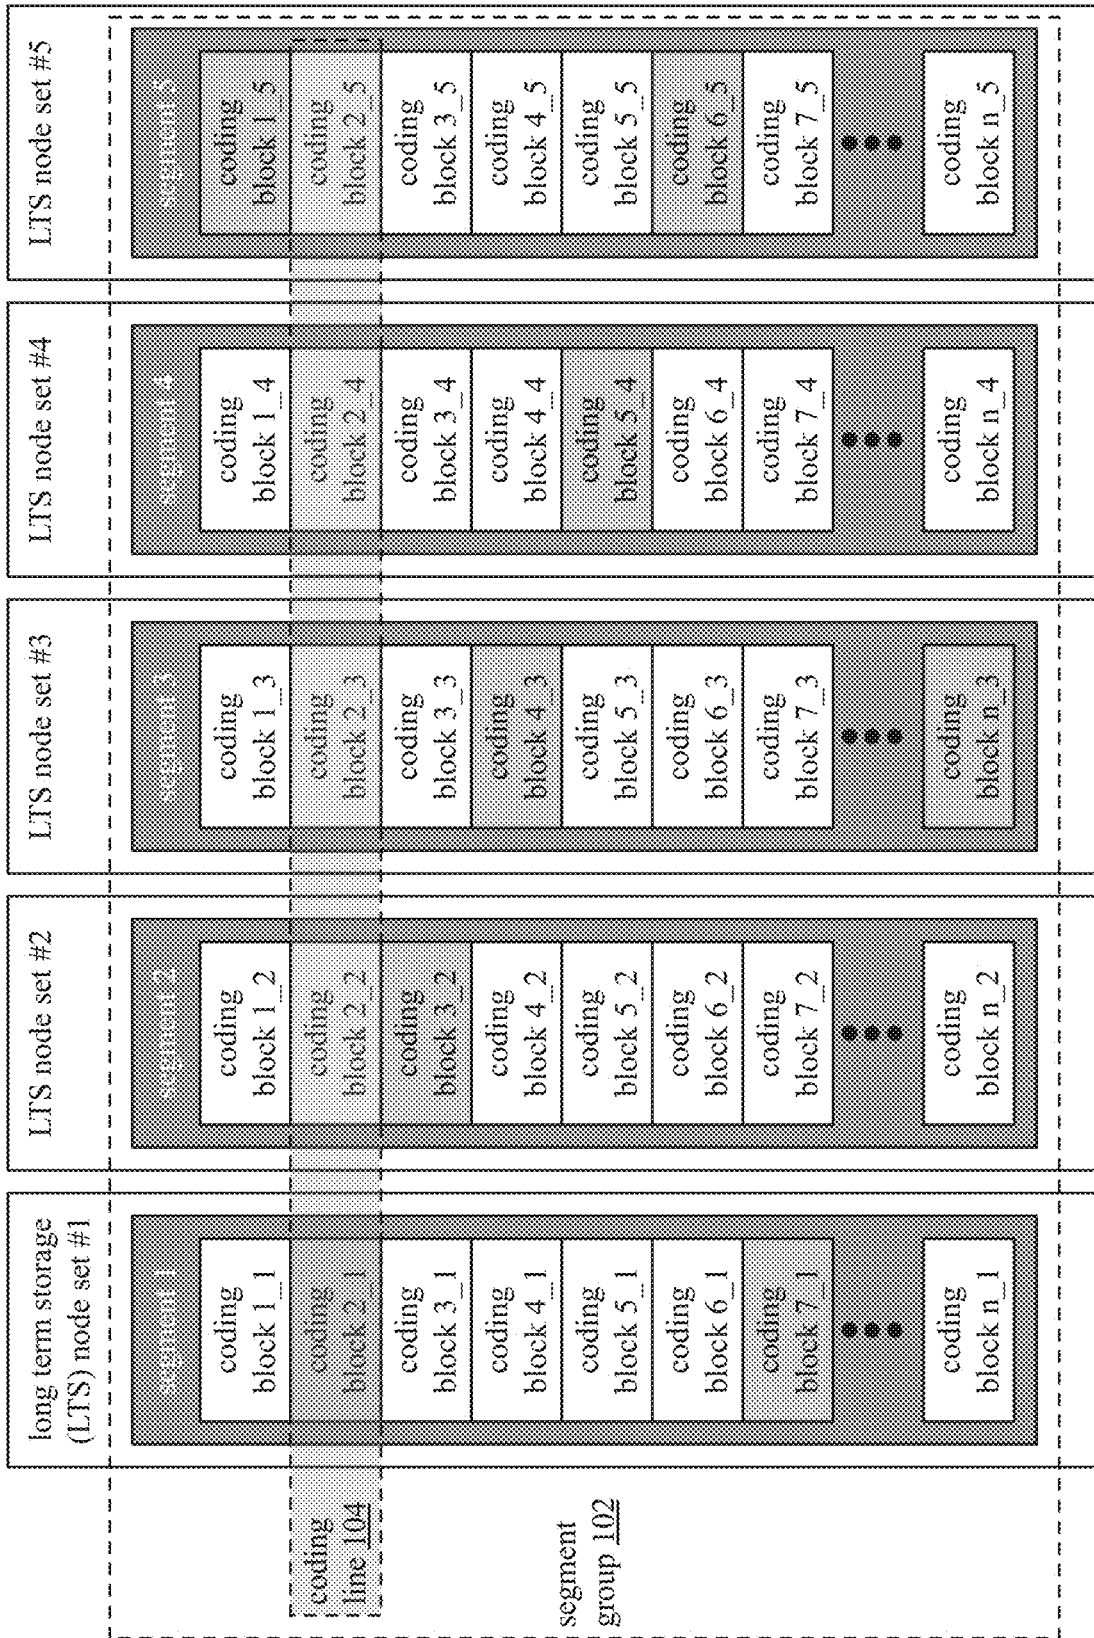 long term storage
(LTS) node set #1
segment 1
coding
block 1_1
coding
block 2_1
coding
block 3_1
coding
block 4_1
coding
block 5_1
coding
block 6_1
coding
block 7_1
coding
block n_1
LTS node set #2
segment 2
coding
block 1_2
coding
block 2_2
coding
block 3_2
coding
block 4_2
coding
block 5_2
coding
block 6_2
coding
block 7_2
coding
block n_2
LTS node set #3
segment 3
coding
block 1_3
coding
block 2_3
coding
block 3_3
coding
block 4_3
coding
block 5_3
coding
block 6_3
coding
block 7_3
coding
block n_3
LTS node set #4
segment 4
coding
block 1_4
coding
block 2_4
coding
block 3_4
coding
block 4_4
coding
block 5_4
coding
block 6_4
coding
block 7_4
coding
block n_4
LTS node set #5
segment 5
coding
block 1_5
coding
block 2_5
coding
block 3_5
coding
block 4_5
coding
block 5_5
coding
block 6_5
coding
block 7_5
coding
block n_5
coding
line 104
segment
group 102